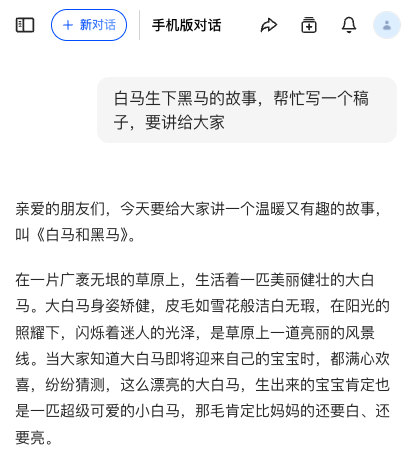 + 新对话
手机版对话
白马生下黑马的故事，帮忙写一个稿
子，要讲给大家
亲爱的朋友们，今天要给大家讲一个温暖又有趣的故事，
叫《白马和黑马》。
在一片广袤无垠的草原上，生活着一匹美丽健壮的大白
马。大白马身姿矫健，皮毛如雪花般洁白无瑕，在阳光的
照耀下，闪烁着迷人的光泽，是草原上一道亮丽的风景
线。当大家知道大白马即将迎来自己的宝宝时，都满心欢
喜，纷纷猜测，这么漂亮的大白马，生出来的宝宝肯定也
是一匹超级可爱的小白马，那毛肯定比妈妈的还要白、还
要亮。